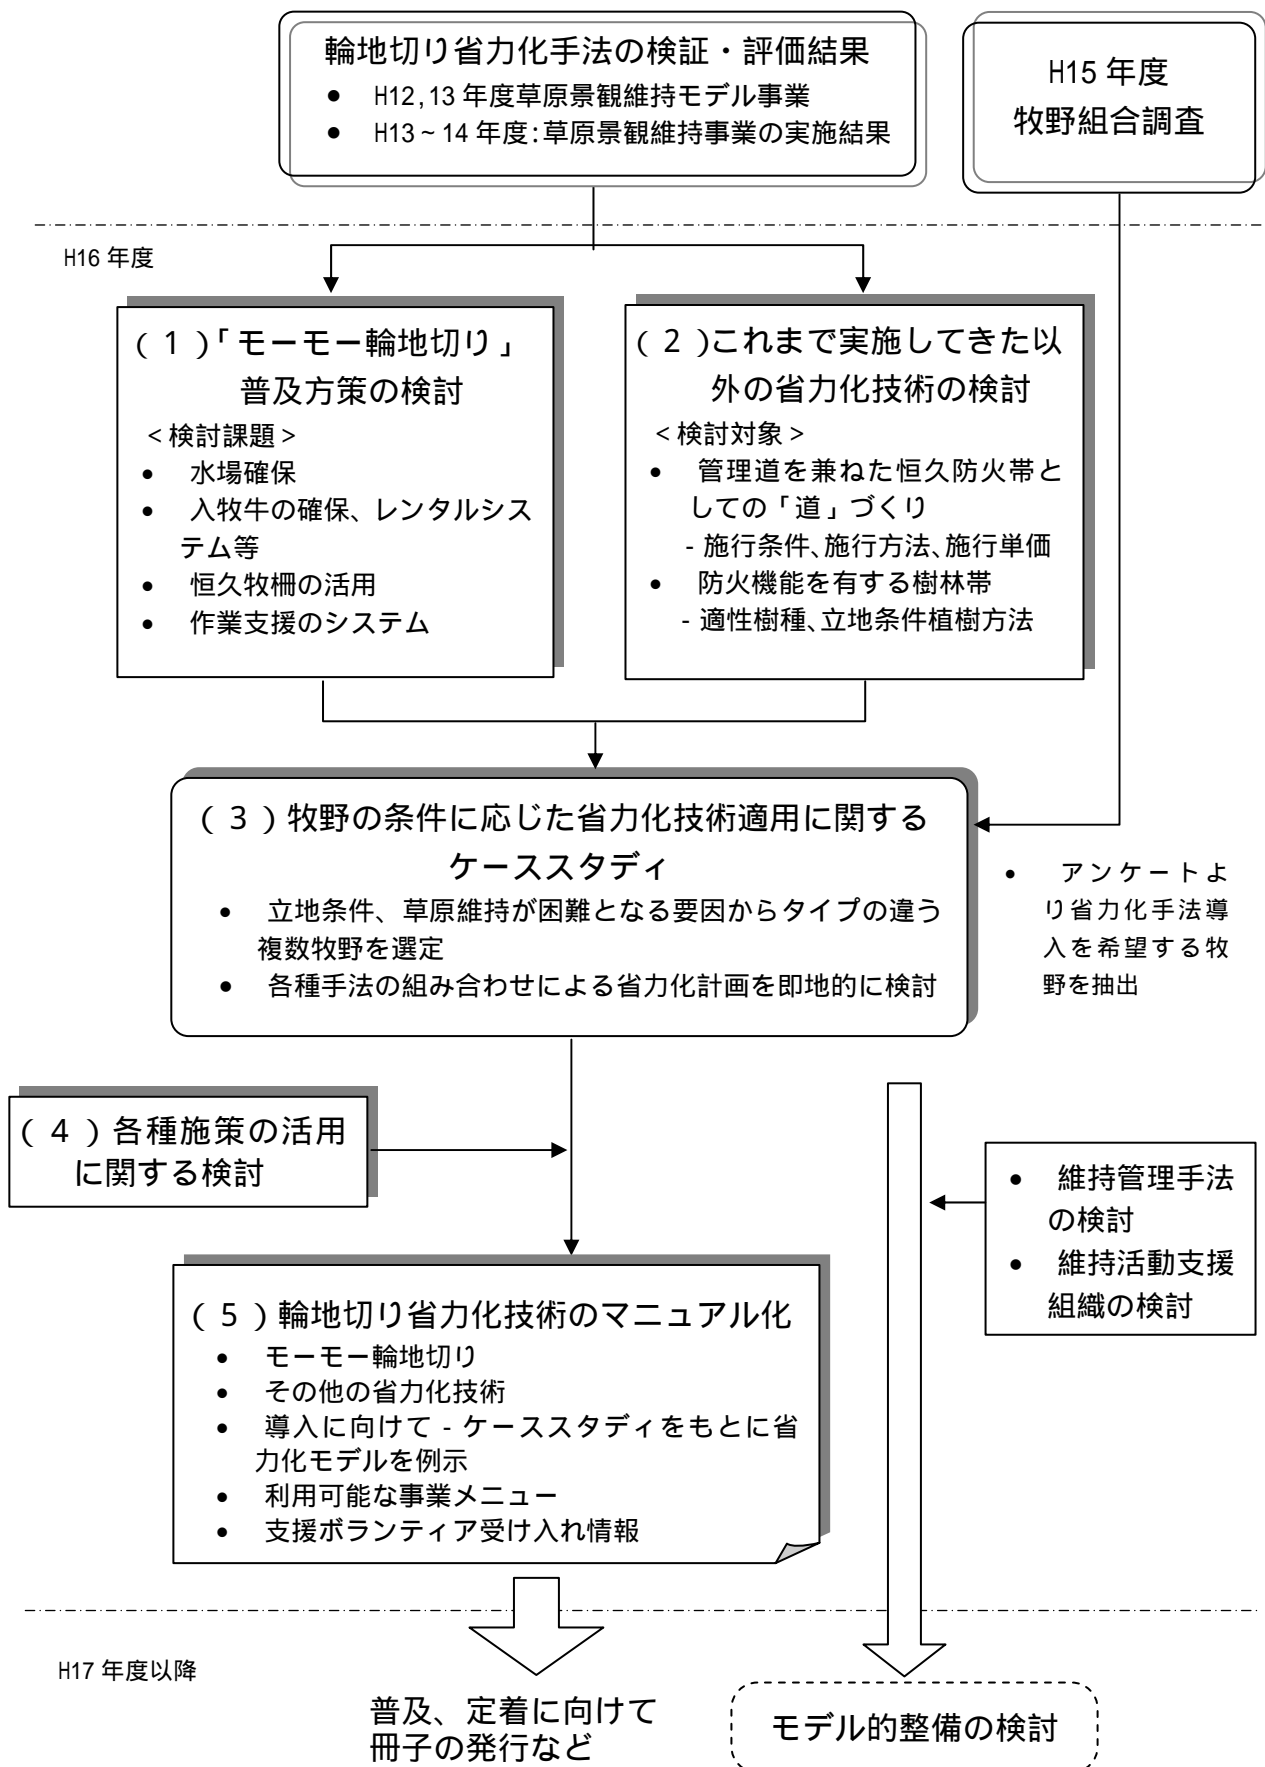 輪地切り省力化手法の検証・評価結果
● H12,13 年度草原景観維持モデル事業
● H13~14 年度:草原景観維持事業の実施結果
H15 年度
牧野組合調査
H16 年度
(1)「モーモー輪地切り」
普及方策の検討
<検討課題>
● 水場確保
● 入牧牛の確保、レンタルシス
テム等
● 恒久牧柵の活用
● 作業支援のシステム
(2)これまで実施してきた以
外の省力化技術の検討
<検討対象>
● 管理道を兼ねた恒久防火帯と
しての「道」づくり
- 施行条件、施行方法、施行単価
● 防火機能を有する樹林帯
- 適性樹種、立地条件植樹方法
(3)牧野の条件に応じた省力化技術適用に関する
ケーススタディ
● 立地条件、草原維持が困難となる要因からタイプの違う
複数牧野を選定
● 各種手法の組み合わせによる省力化計画を即地的に検討
● アンケートよ
り省力化手法導
入を希望する牧
野を抽出
(4)各種施策の活用
に関する検討
● 維持管理手法
の検討
● 維持活動支援
組織の検討
(5)輪地切り省力化技術のマニュアル化
● モーモー輪地切り
● その他の省力化技術
● 導入に向けて - ケーススタディをもとに省
力化モデルを例示
● 利用可能な事業メニュー
● 支援ボランティア受け入れ情報
H17 年度以降
普及、定着に向けて
冊子の発行など
モデル的整備の検討